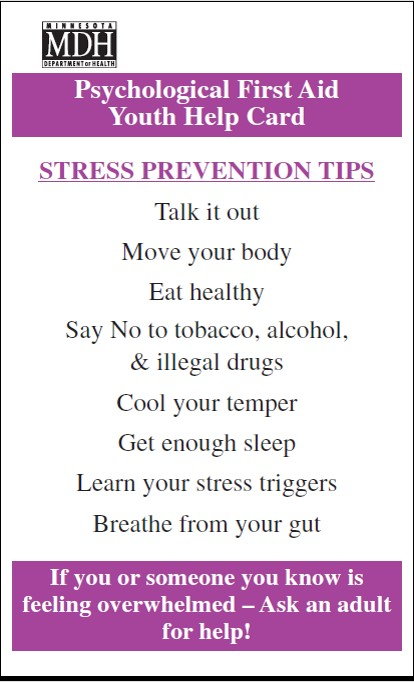 MINNESOTA
MDH
DEPARTMENT OF HEALTH
Psychological First Aid
Youth Help Card
STRESS PREVENTION TIPS
Talk it out
Move your body
Eat healthy
Say No to tobacco, alcohol,
& illegal drugs
Cool your temper
Get enough sleep
Learn your stress triggers
Breathe from your gut
If you or someone you know is
feeling overwhelmed – Ask an adult
for help!